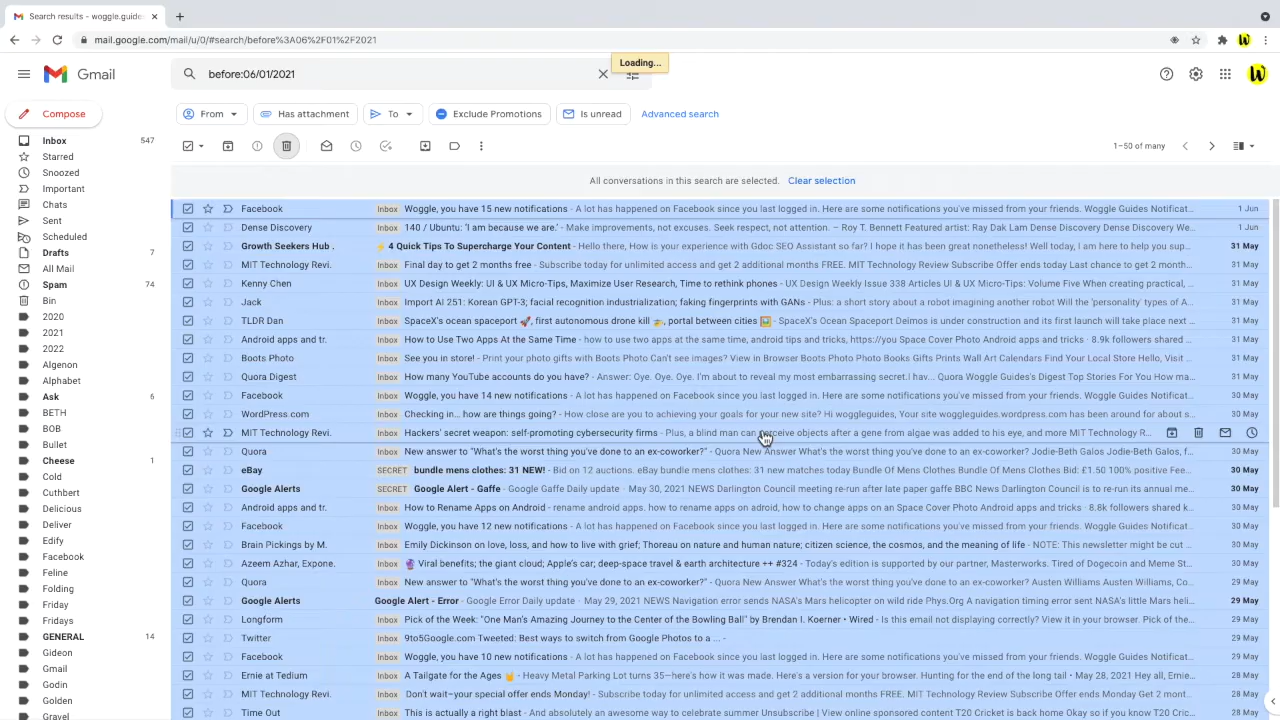 Search results - woggle.guides
mail.google.com/mail/u/0/#search/before%3A06%2F01%2F2021
Loading...
Gmail
before:06/01/2021
Compose
From
Has attachment
To
Exclude Promotions
Is unread
Advanced search
1–50 of many
All conversations in this search are selected. Clear selection
Inbox 547
Starred
Snoozed
Important
Chats
Sent
Scheduled
Drafts 7
All Mail
Spam 74
Bin
2020
2021
2022
Algenon
Alphabet
Ask 6
BETH
BOB
Bullet
Cheese 1
Cold
Cuthbert
Delicious
Deliver
Edify
Facebook
Feline
Folding
Friday
Fridays
GENERAL 14
Gideon
Gmail
Godin
Golden
Gravel
Facebook Inbox Woggle, you have 15 new notifications - A lot has happened on Facebook since you last logged in. Here are some notifications you've missed from your friends. Woggle Guides Notificat... 1 Jun
Dense Discovery Inbox 140 / Ubuntu: 'I am because we are.' - Make improvements, not excuses. Seek respect, not attention. – Roy T. Bennett Featured artist: Ray Dak Lam Dense Discovery Dense Discovery We... 1 Jun
Growth Seekers Hub . ⚡ 4 Quick Tips To Supercharge Your Content - Hello there, How is your experience with Gdoc SEO Assistant so far? I hope it has been great nonetheless! Well today, I am here to help you sup... 31 May
MIT Technology Revi. Inbox Final day to get 2 months free - Subscribe today for unlimited access and get 2 additional months FREE. MIT Technology Review Subscribe Offer ends today Last chance to get 2 month... 31 May
Kenny Chen Inbox UX Design Weekly: UI & UX Micro-Tips, Maximize User Research, Time to rethink phones - UX Design Weekly Issue 338 Articles UI & UX Micro-Tips: Volume Five When creating practical, ... 31 May
Jack Inbox Import AI 251: Korean GPT-3; facial recognition industrialization; faking fingerprints with GANs - Plus: a short story about a robot imagining another robot Will the 'personality' types of A... 31 May
TLDR Dan Inbox SpaceX's ocean spaceport 🚀, first autonomous drone kill 🚁, portal between cities 🖼️ - SpaceX's Ocean Spaceport Deimos is under construction and its first launch will take place next ... 31 May
Android apps and tr. Inbox How to Use Two Apps At the Same Time - how to use two apps at the same time, android tips and tricks, https://you Space Cover Photo Android Apps and tricks · 8.9k followers shared ... 31 May
Boots Photo Inbox See you in Store! - Print your photo gifts with Boots Photo Can't see images? View in Browser Boots Photo Photo Books Gifts Prints Wall Art Calendars Find Your Local Store Hello, Visit ... 31 May
Quora Digest Inbox How many YouTube accounts do you have? - Answer: Oye. Oye. Oye. I'm about to reveal my most embarrassing secret.I hav... Quora Woggle Guides's Digest Top Stories For You How Ma... 31 May
Facebook Inbox Woggle, you have 14 new notifications - A lot has happened on Facebook since you last logged in. Here are some notifications you've missed from your friends. Woggle Guides Notificat... 30 May
WordPress.com Inbox Checking in... how are things going? - How close are you to achieving your goals for your new site? Hi woggleguides, Your site woggleguides.wordpress.com has been around for about s... 30 May
MIT Technology Revi. Inbox Hackers' secret weapon: self-promoting cybersecurity firms - Plus, a blind man can perceive objects after a gene from algae was added to his eye, and more MIT Technology R...
Quora Inbox New answer to "What's the worst thing you've done to an ex-coworker?" - Quora New Answer What's the worst thing you've done to an ex-coworker? Jodie-Beth Galos, f... 30 May
eBay SECRET bundle mens clothes: 31 NEW! - Bid on 12 auctions. eBay bundle mens clothes: 31 new matches today Bundle Of Mens Clothes Bundle Of Mens Clothes Bid: £1.50 100% positive Fee... 30 May
Google Alerts SECRET Google Alert - Gaffe - Google Gaffe Daily update · May 30, 2021 NEWS Darlington Council meeting re-run after late paper gaffe BBC News Darlington Council is to re-run its annual me... 30 May
Android apps and tr. Inbox How to Rename Apps on Android - rename android apps. how to rename apps on adroid, how to change apps on an Space Cover Photo Android Apps and tricks · 8.8k followers shared k... 30 May
Facebook Inbox Woggle, you have 12 new notifications - A lot has happened on Facebook since you last logged in. Here are some notifications you've missed from your friends. Woggle Guides Notificat... 30 May
Brain Pickings by M. Inbox Emily Dickinson on love, loss, and how to live with grief; Thoreau on nature and human nature; citizen science, the cosmos, and the meaning of life - NOTE: This newsletter might be cut ... 30 May
Azeem Azhar, Expone. Inbox 🔮 Viral benefits; the giant cloud; Apple's car; deep-space travel & earth architecture ++ #324 - Today's edition is supported by our partner, Masterworks. Tired of Dogecoin and Meme St... 30 May
Quora Inbox New answer to "What's the worst thing you've done to an ex-coworker?" - Quora New Answer What's the worst thing you've done to an ex-coworker? Austen Williams Austen Williams, Co... 29 May
Google Alerts Google Alert - Error - Google Error Daily update · May 29, 2021 NEWS Navigation error sends NASA's Mars helicopter on wild ride Phys.Org A navigation timing error sent NASA's little Mars heli... 29 May
Longform Inbox Pick of the Week: "One Man's Amazing Journey to the Center of the Bowling Ball" by Brendan I. Koerner • Wired - Is this email not displaying correctly? View it in your browser. Pick of the... 29 May
Twitter Inbox 9to5Google.com Tweeted: Best ways to switch from Google Photos to a ... - 29 May
Facebook Inbox Woggle, you have 10 new notifications - A lot has happened on Facebook since you last logged in. Here are some notifications you've missed from your friends. Woggle Guides Notificat... 29 May
Ernie at Tedium Inbox A Tailgate for the Ages - Heavy Metal Parking Lot turns 35—here's how it was made. Here's a version for your browser. Hunting for the end of the long tail • May 28, 2021 Hey all, Ernie... 28 May
MIT Technology Revi. Inbox Don't wait–your special offer ends Monday! - Subscribe today for unlimited access and get 2 additional months FREE. MIT Technology Review Subscribe Memorial Day Offer Get 2 mont... 28 May
Time Out Inbox This is actually a right blast - And absolutely an awesome way to celebrate summer Unsubscribe | View online sponsored content T20 Cricket is back home Okay so if you know T20 Cric... 28 May